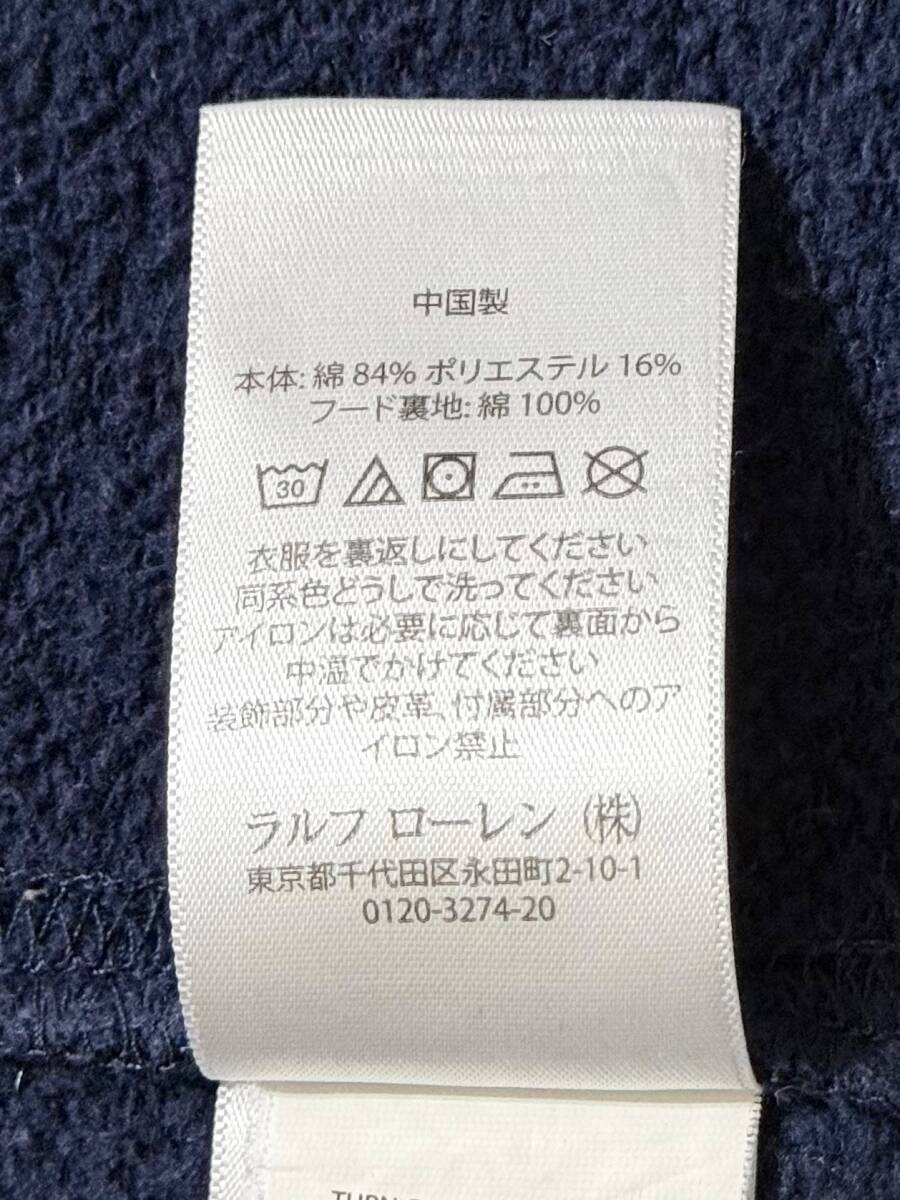 中国製
本体: 綿 84% ポリエステル 16%
フード裏地: 綿 100%
30
衣服を裏返しにしてください
同系色どうしで洗ってください
アイロンは必要に応じて裏面から
中温でかけてください
装飾部分や皮革、付属部分へのア
イロン禁止
ラルフ ローレン (株)
東京都千代田区永田町2-10-1
0120-3274-20